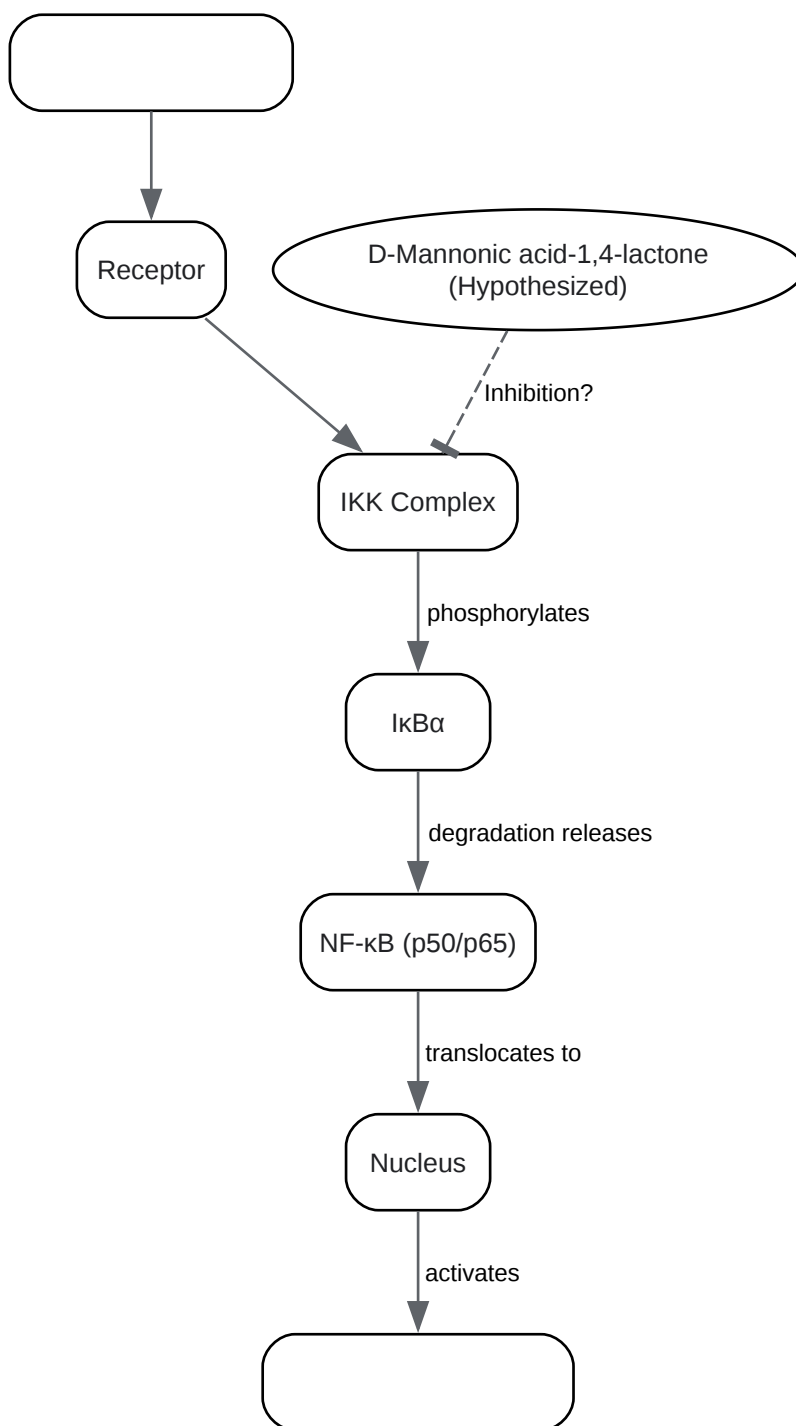 Receptor
D-Mannonic acid-1,4-lactone
(Hypothesized)
Inhibition?
IKK Complex
phosphorylates
IκBα
degradation releases
NF-κB (p50/p65)
translocates to
Nucleus
activates